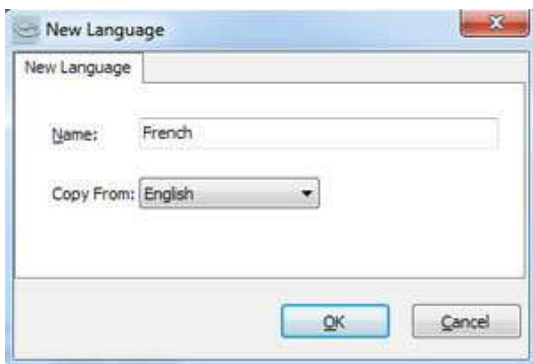 New Language
New Language
Name: French
Copy From: English
OK Cancel